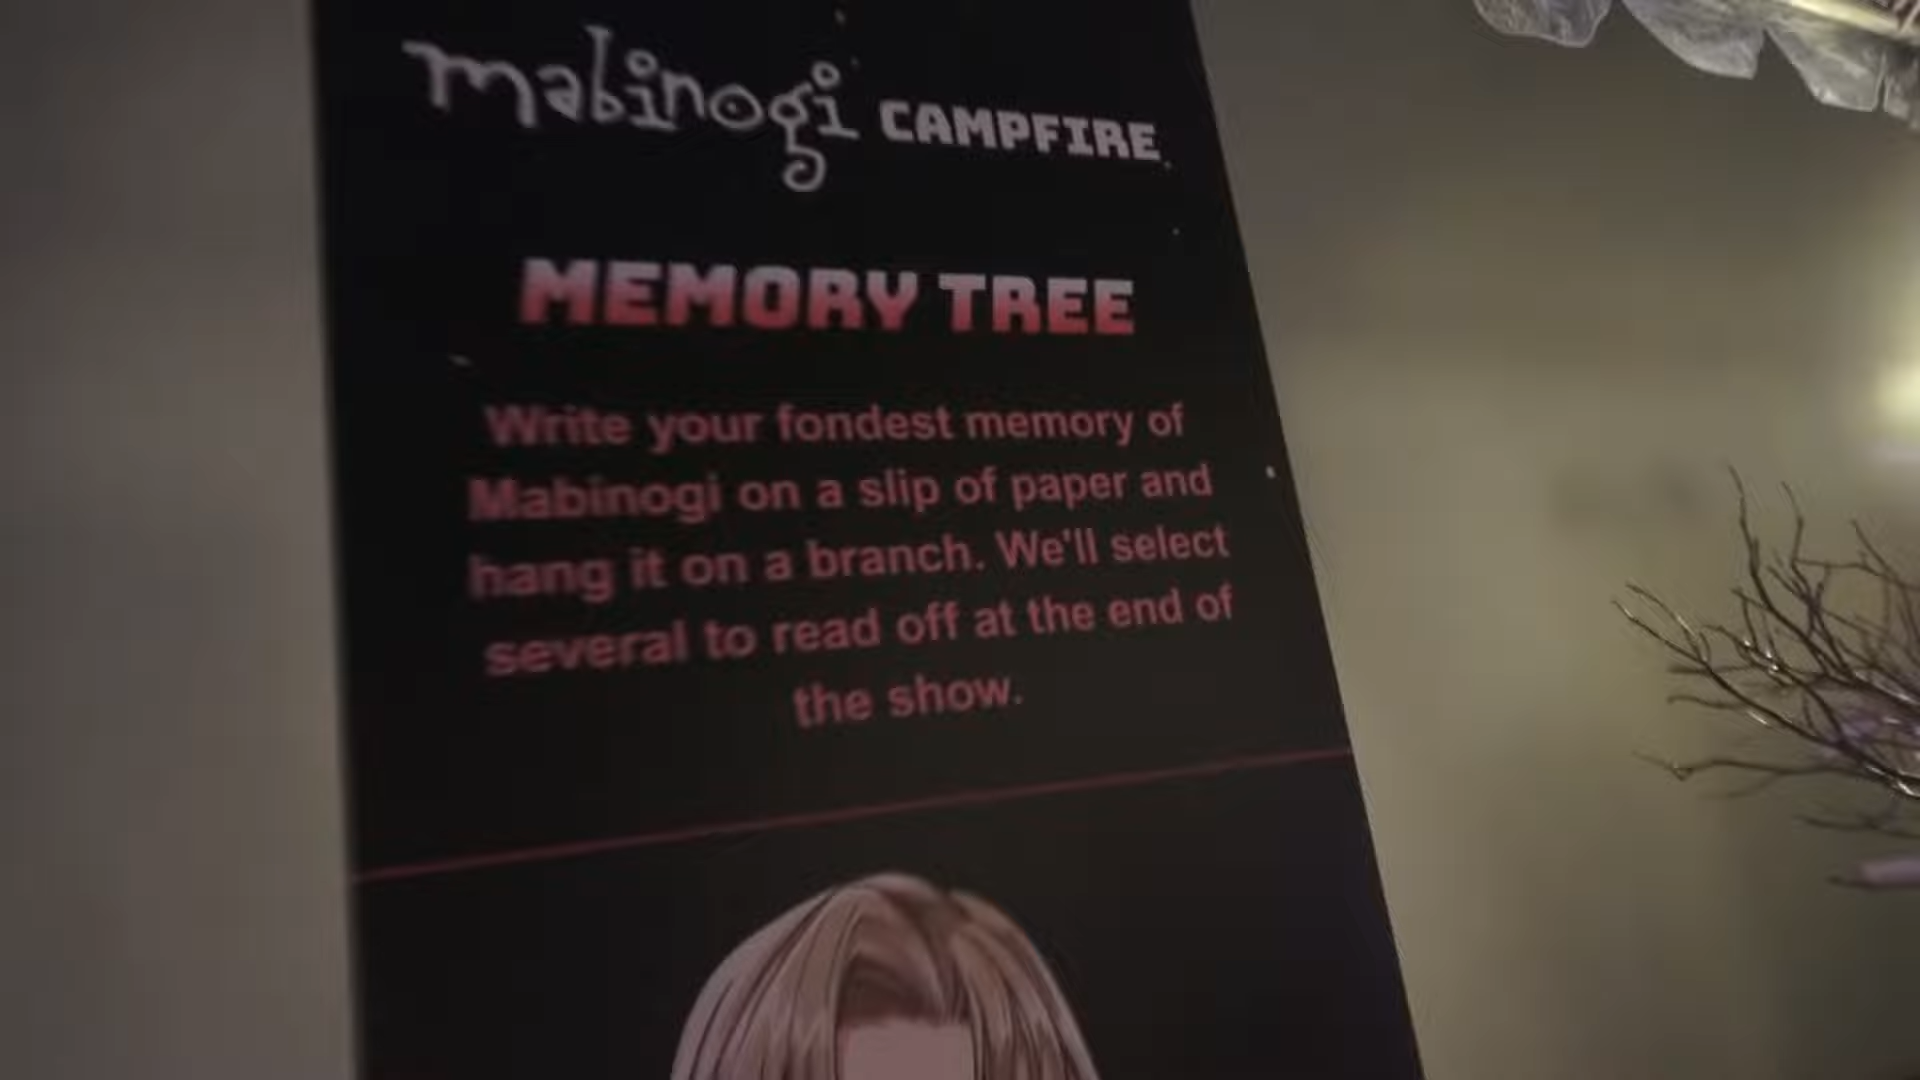 mabinogi CAMPFIRE
MEMORY TREE
Write your fondest memory of
Mabinogi on a slip of paper and
hang it on a branch. We'll select
several to read off at the end of
the show.